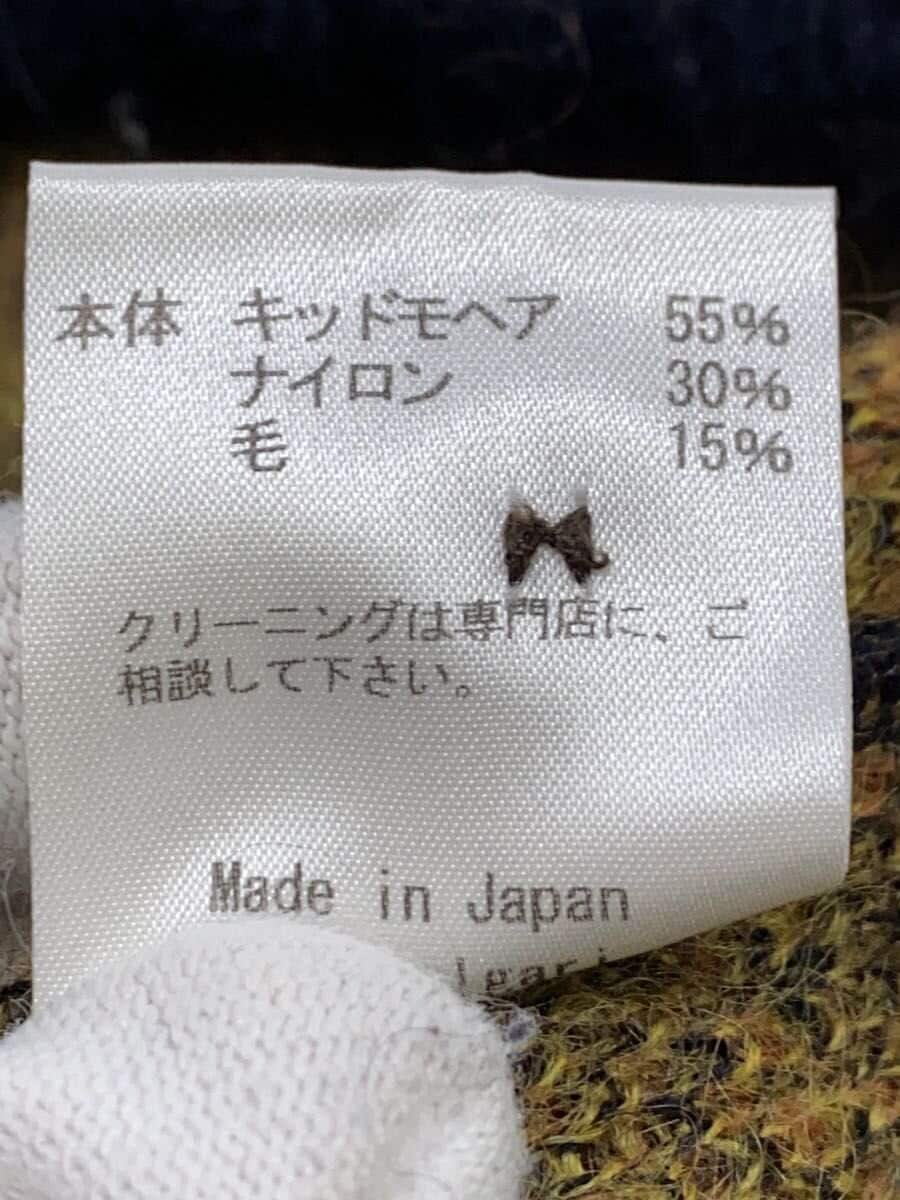 本体 キッドモヘア 55%
ナイロン 30%
毛 15%
クリーニングは専門店に、ご
相談して下さい。
Made in Japan